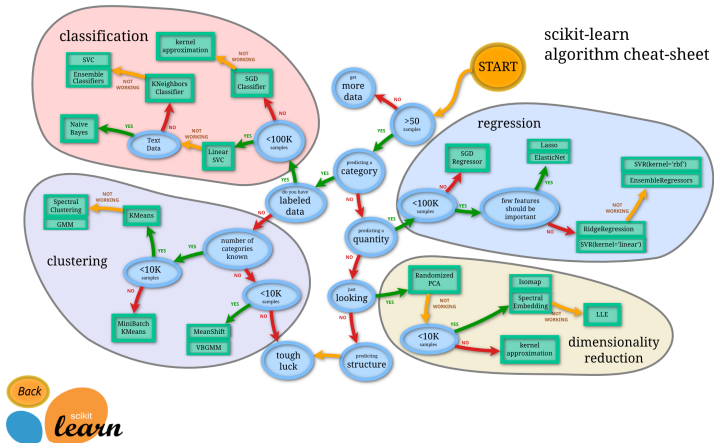 classification
scikit-learn
algorithm cheat-sheet
kernel
approximation
START
SVC
Ensemble
Classifiers
NOT
WORKING
NOT
WORKING
KNeighbors
Classifier
SGD
Classifier
get
more
data
NO
>50
samples
regression
Naive
Bayes
YES
Text
Data
NO
NOT
WORKING
Linear
SVC
YES
<100K
samples
NO
YES
predicting a
category
YES
YES
do you have
labeled
data
NO
NO
SGD
Regressor
Lasso
ElasticNet
SVR(kernel='rbf')
EnsembleRegressors
NO
YES
<100K
samples
YES
few features
should be
important
NOT
WORKING
RidgeRegression
SVR(kernel='linear')
NO
predicting a
quantity
YES
NO
Spectral
Clustering
GMM
NOT
WORKING
KMeans
clustering
YES
<10K
samples
YES
number of
categories
known
NO
NO
MiniBatch
KMeans
YES
MeanShift
VBGMM
<10K
samples
NO
tough
luck
just
looking
YES
NO
predicting
structure
Randomized
PCA
NOT
WORKING
<10K
samples
YES
NO
Isomap
Spectral
Embedding
NOT
WORKING
LLE
kernel
approximation
dimensionality
reduction
Back
scikit
learn